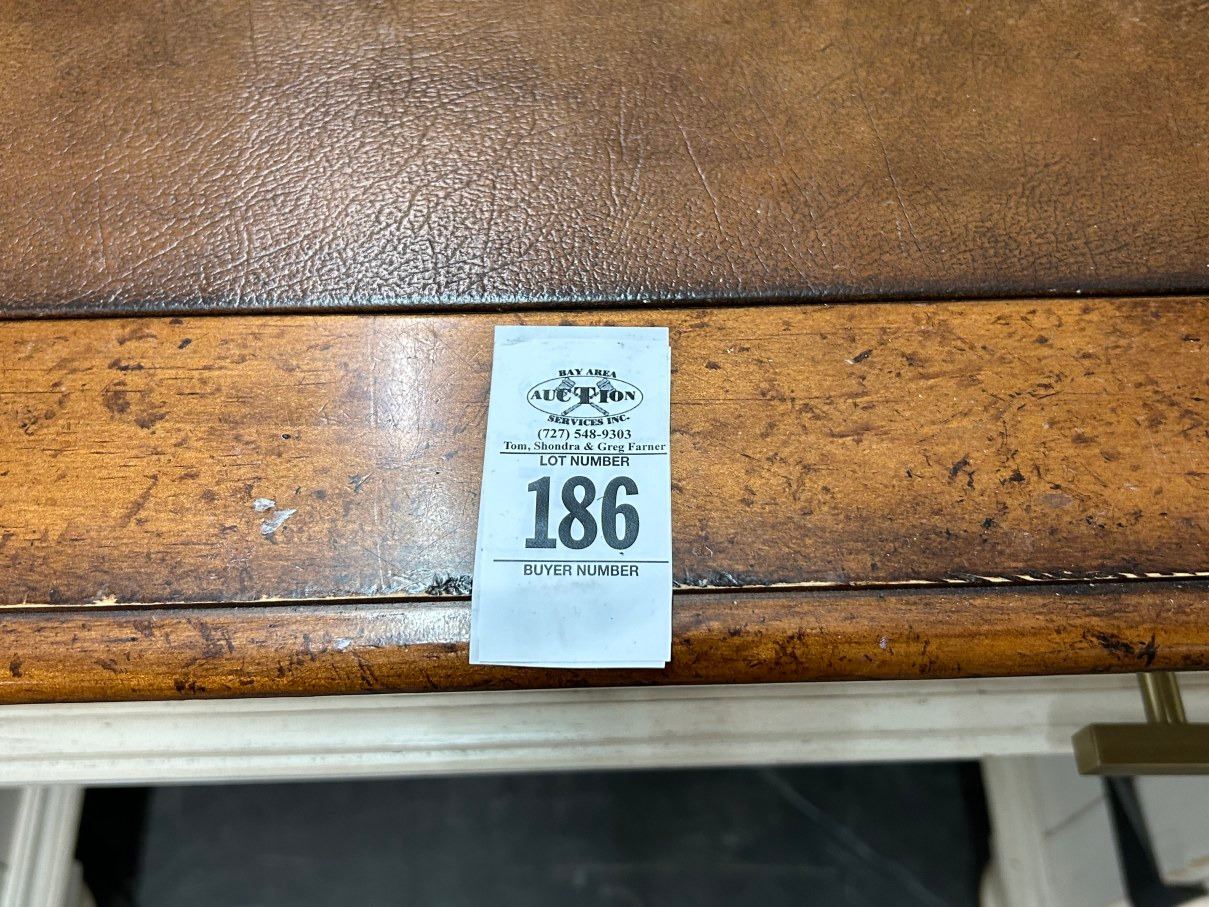 BAY AREA
AUCTION
SERVICES INC.
(727) 548-9303
Tom, Shondra & Greg Farner
LOT NUMBER
186
BUYER NUMBER